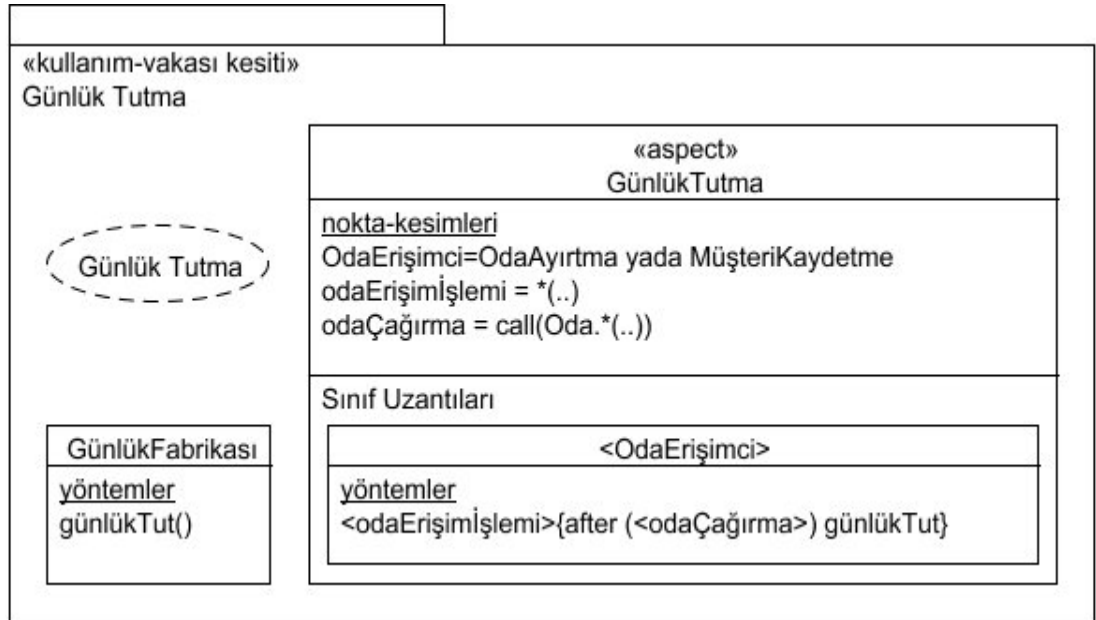 «kullanım-vakası kesiti»
Günlük Tutma
«aspect»
GünlükTutma
nokta-kesimleri
OdaErişimci=OdaAyırtma yada MüşteriKaydetme
odaErişimİşlemi = *(..)
odaÇağırma = call(Oda.*(..))
Günlük Tutma
Sınıf Uzantıları
<OdaErişimci>
yöntemler
<odaErişimİşlemi>{after (<odaÇağırma>) günlükTut}
GünlükFabrikası
yöntemler
günlükTut()